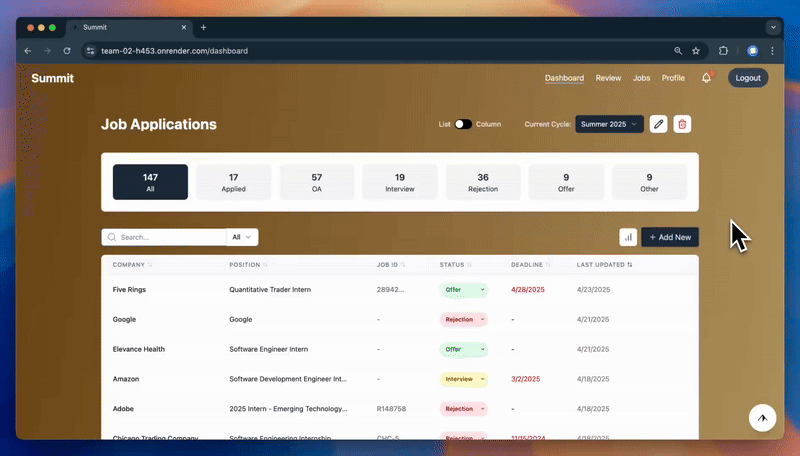 Summit
team-02-h453.onrender.com/dashboard
Summit Dashboard Review Jobs Profile Logout
Job Applications List Column Current Cycle: Summer 2025
147 17 57 19 36 9 9
All Applied OA Interview Rejection Offer Other
Search... All + Add New
COMPANY POSITION JOB ID STATUS DEADLINE LAST UPDATED
Five Rings Quantitative Trader Intern 28942... Offer 4/28/2025 4/23/2025
Google Google - Rejection - 4/21/2025
Elevance Health Software Engineer Intern - Offer - 4/21/2025
Amazon Software Development Engineer Int... - Interview 3/2/2025 4/18/2025
Adobe 2025 Intern - Emerging Technology... R148758 Rejection - 4/18/2025
Chicago Trading Company Software Engineering Internship CHC-5 Rejection 11/15/2024 4/18/2025